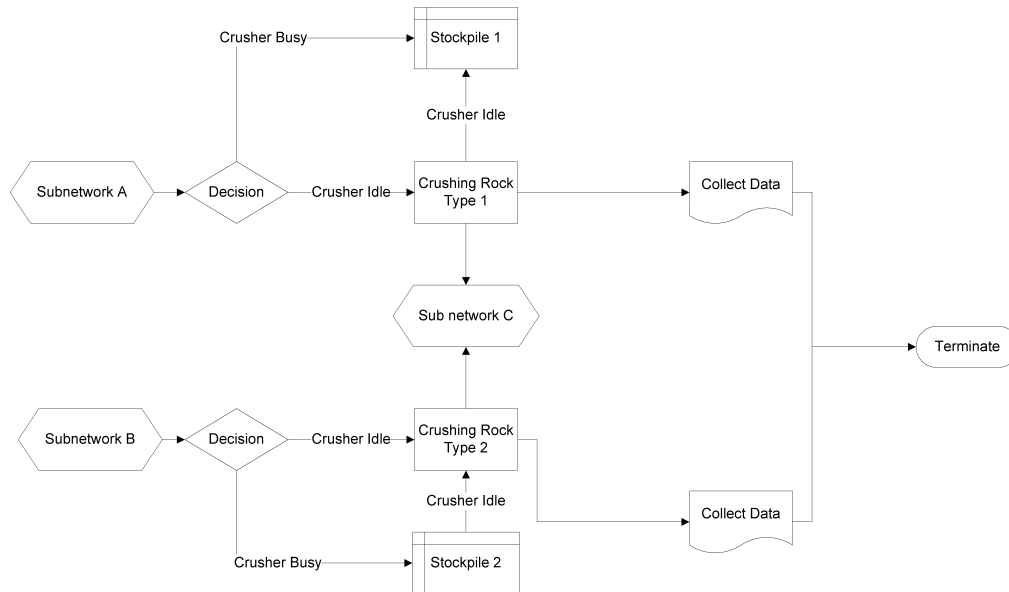 Crusher Busy
Stockpile 1
Crusher Idle
Subnetwork A
Decision
Crusher Idle
Crushing Rock
Type 1
Collect Data
Sub network C
Terminate
Subnetwork B
Decision
Crusher Idle
Crushing Rock
Type 2
Crusher Idle
Collect Data
Crusher Busy
Stockpile 2